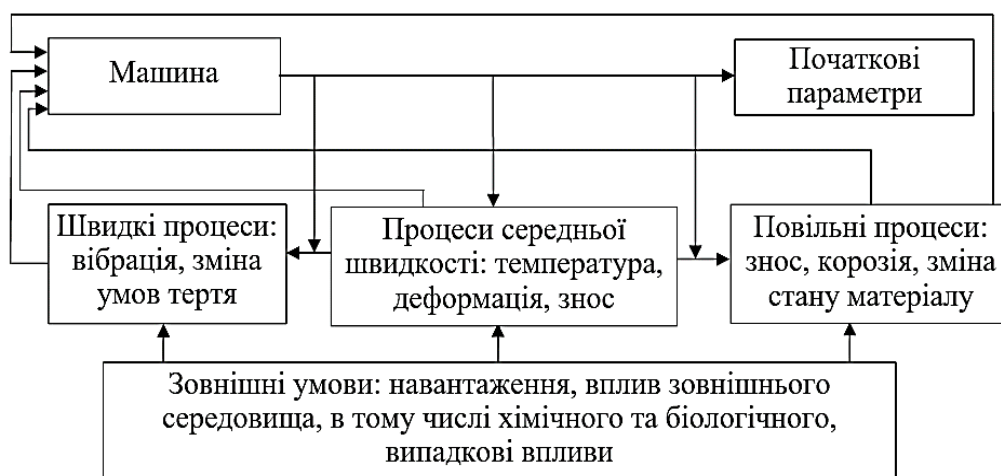 Машина
Початкові
параметри
Швидкі процеси:
вібрація, зміна
умов тертя
Процеси середньої
швидкості: температура,
деформація, знос
Повільні процеси:
знос, корозія, зміна
стану матеріалу
Зовнішні умови: навантаження, вплив зовнішнього
середовища, в тому числі хімічного та біологічного,
випадкові впливи